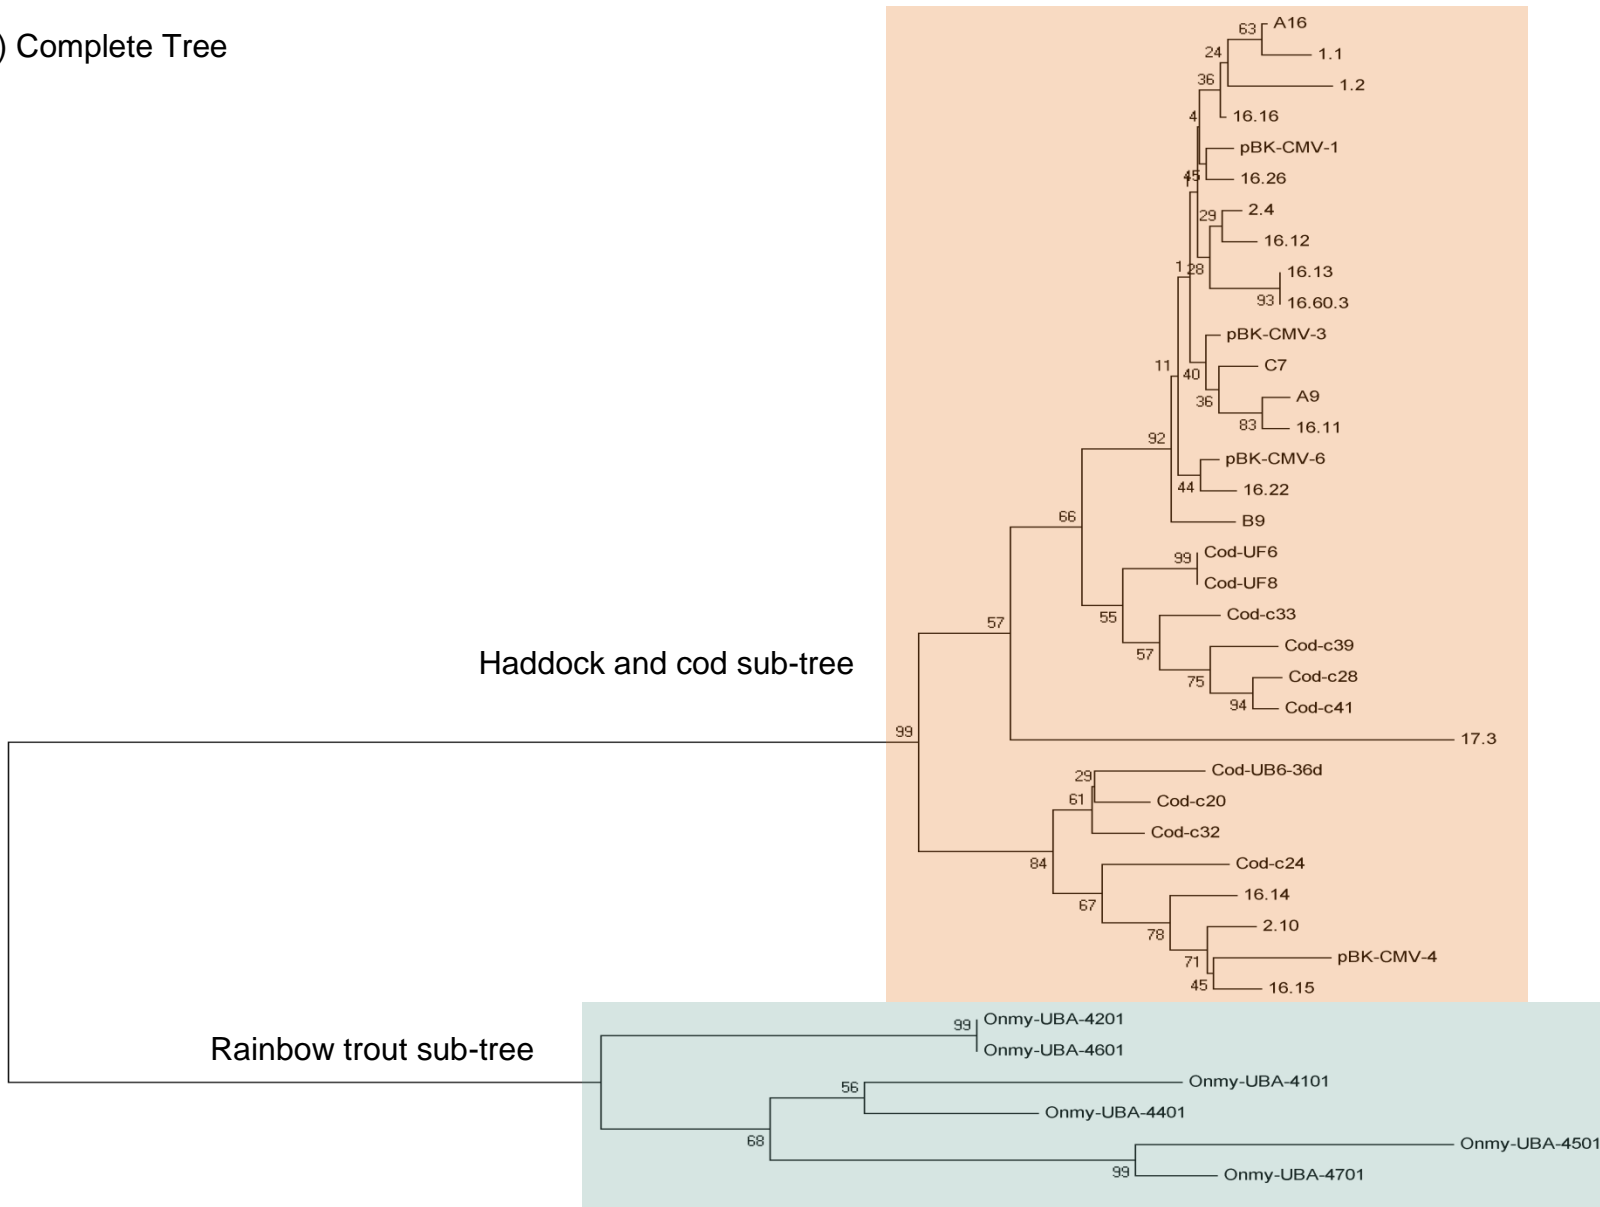 ) Complete Tree
63
A16
1.1
24
1.2
36
16.16
4
pBK-CMV-1
45
16.26
1
29
2.4
16.12
28
1
16.13
93
16.60.3
pBK-CMV-3
11
40
C7
36
A9
83
16.11
92
pBK-CMV-6
44
16.22
66
B9
99
Cod-UF6
Cod-UF8
55
Cod-c33
57
57
Cod-c39
75
Cod-c28
94
Cod-c41
Haddock and cod sub-tree
99
17.3
29
Cod-UB6-36d
61
Cod-c20
Cod-c32
84
Cod-c24
67
16.14
78
2.10
71
pBK-CMV-4
45
16.15
99
Onmy-UBA-4201
Rainbow trout sub-tree
Onmy-UBA-4601
56
Onmy-UBA-4101
Onmy-UBA-4401
68
Onmy-UBA-4501
99
Onmy-UBA-4701